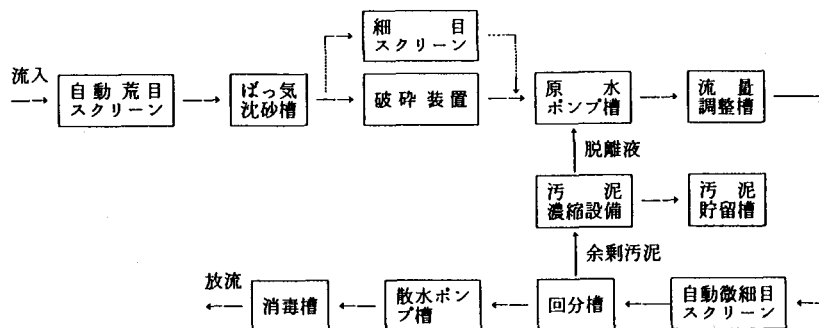 細　目
スクリーン
流入
自動荒目
スクリーン
ばっ気
沈砂槽
破砕装置
原　水
ポンプ槽
流　量
調整槽
脱離液
汚　泥
濃縮設備
汚　泥
貯留槽
余剰汚泥
放流
消毒槽
散水ポン
プ槽
回分槽
自動微細目
スクリーン